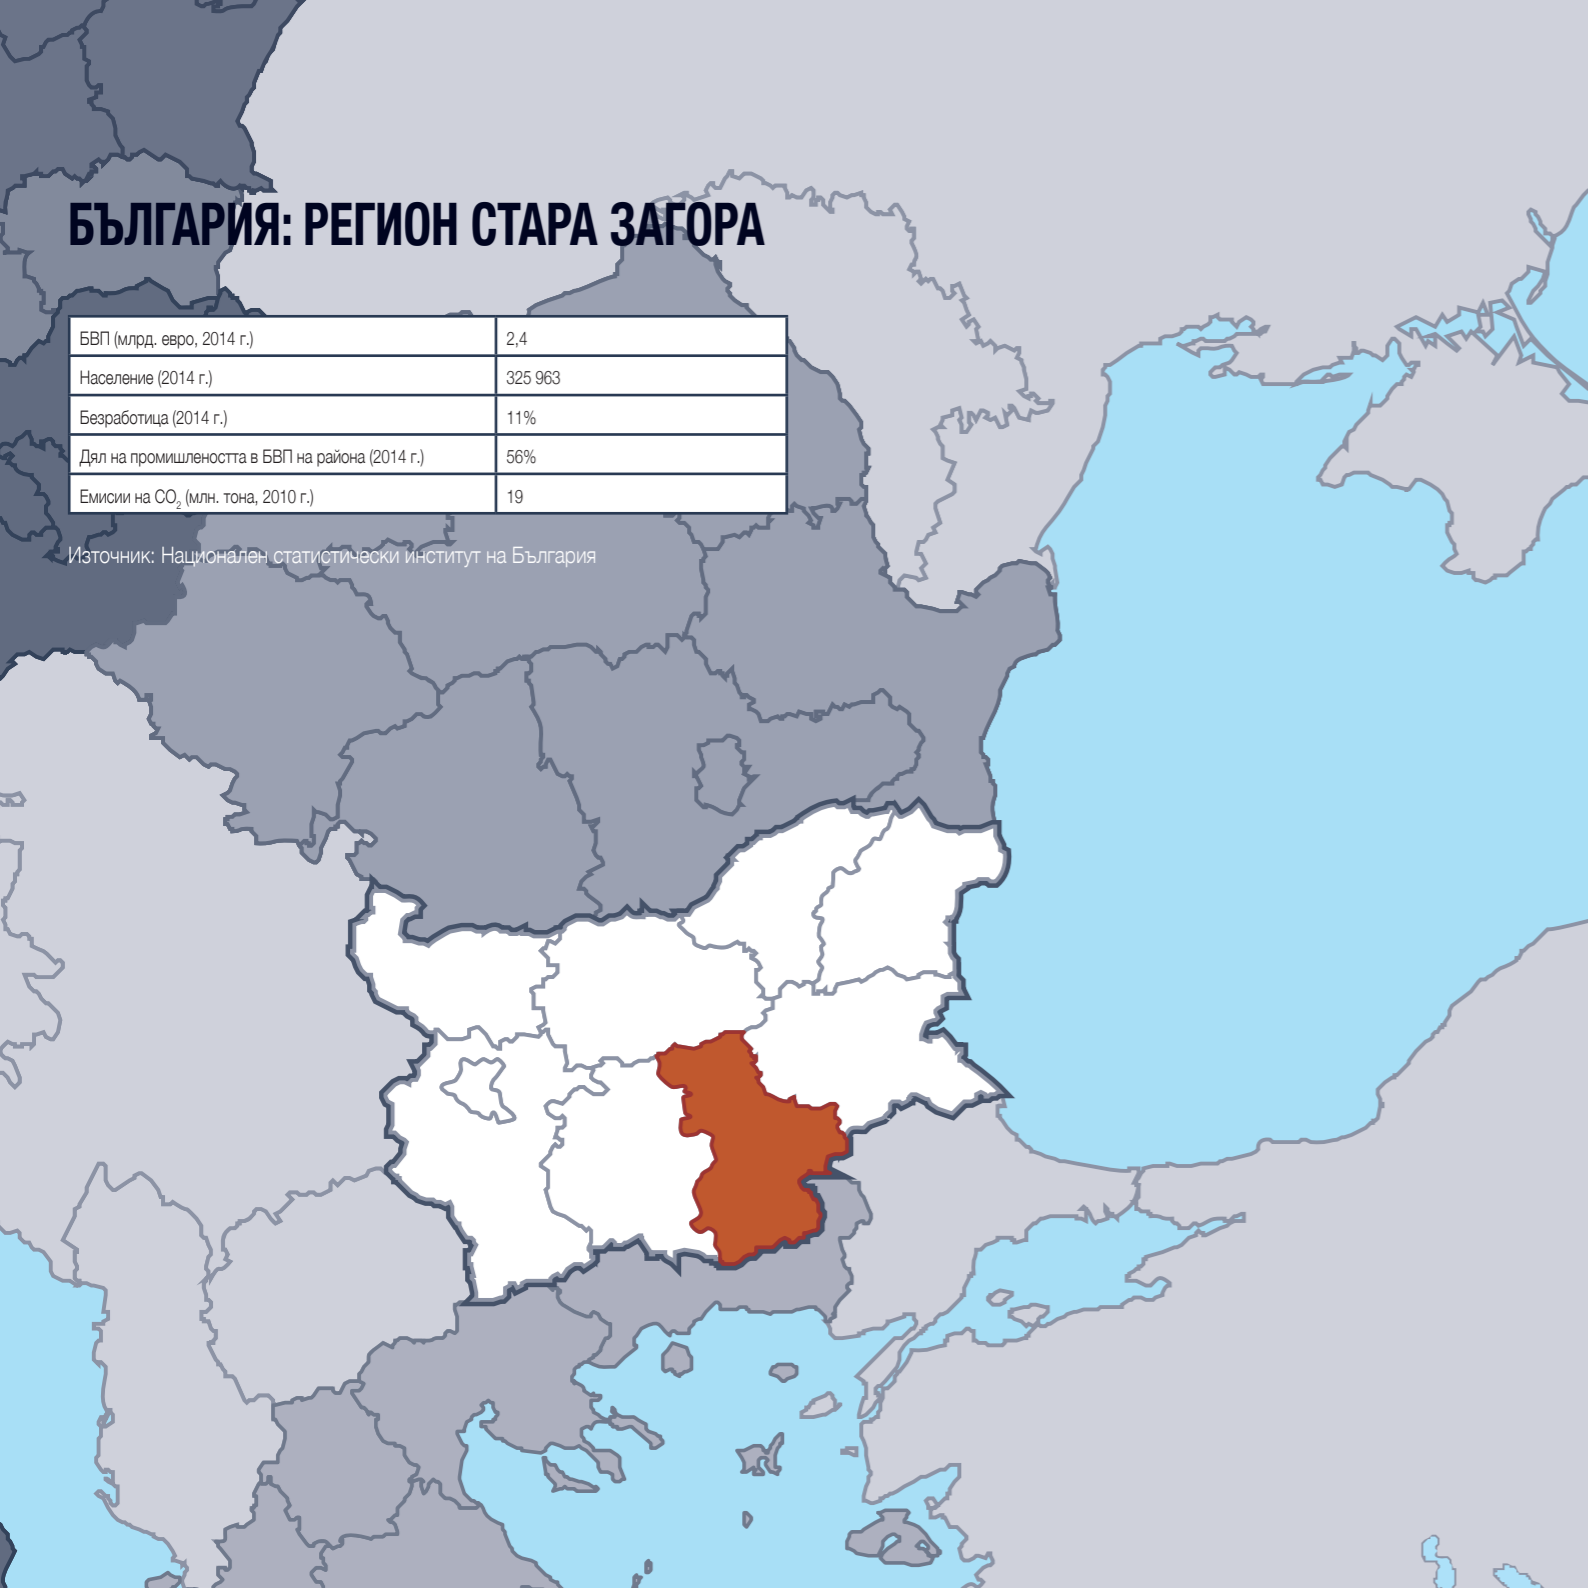 БЪЛГАРИЯ: РЕГИОН СТАРА ЗАГОРА
БВП (млрд. евро, 2014 г.) 2,4
Население (2014 г.) 325 963
Безработица (2014 г.) 11%
Дял на промишлеността в БВП на района (2014 г.) 56%
Емисии на CO₂ (млн. тона, 2010 г.) 19
Източник: Национален статистически институт на България